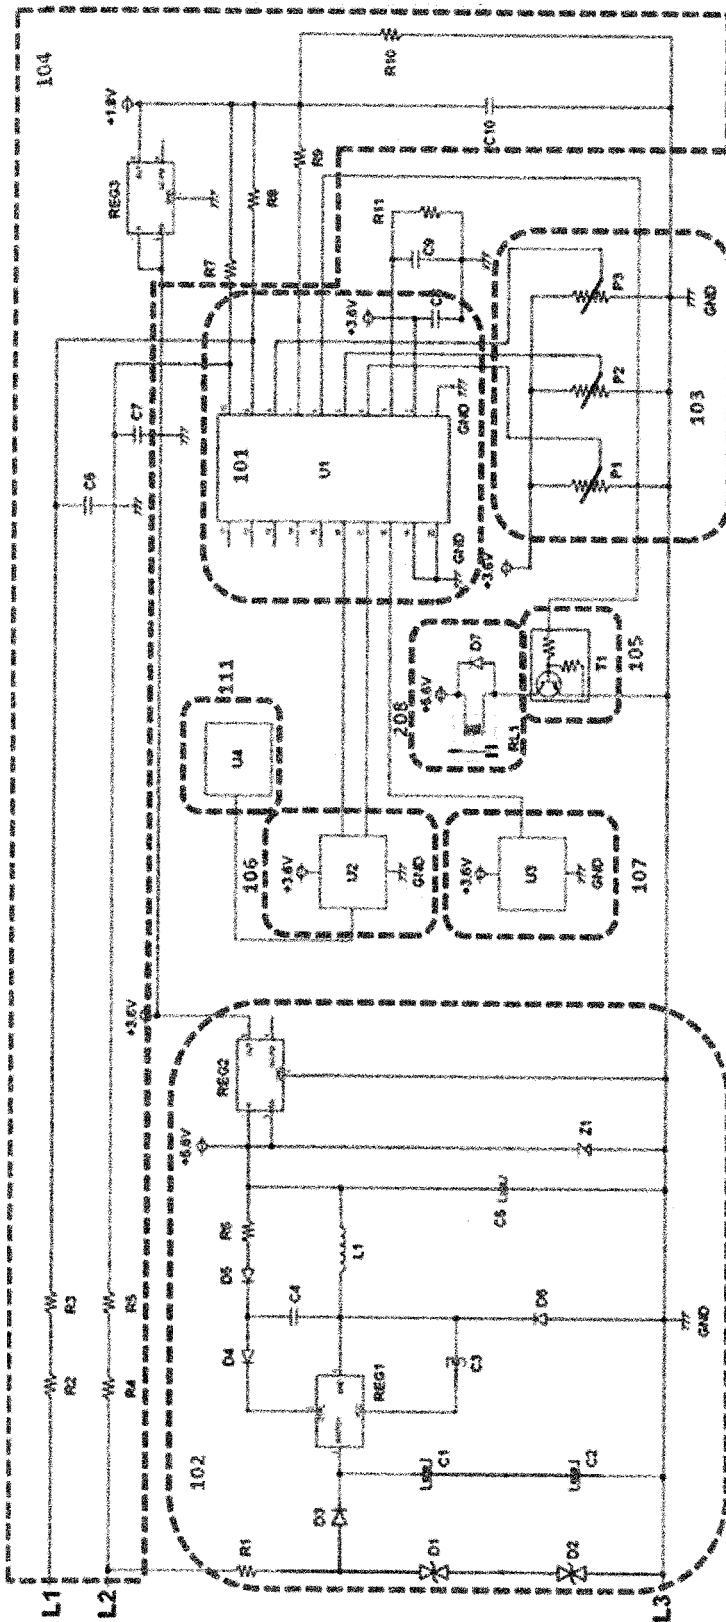 104
R10
+1.8V
REG3
R9
C10
R8
R7
R11
C9
+3.6V
C7
C6
101
U1
GND
GND
P3
P2
P1
103
GND
+3.6V
111
U4
208
+5.6V
D7
RL1
T1
105
106
+3.6V
U2
GND
+3.6V
U3
GND
107
+3.6V
REG2
+5.6V
Z1
R6
D5
L1
C5
C4
D4
REG1
C3
D6
GND
R3
R2
R5
R4
102
D3
C1
C2
R1
D1
D2
L1
L2
L3